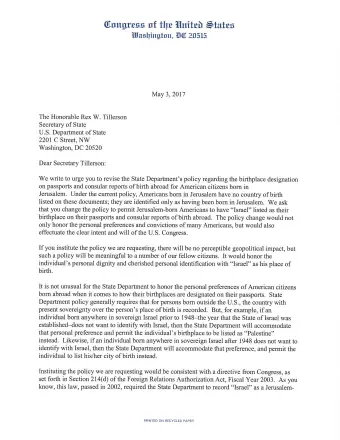 Congress of the United States
Washington, DC 20515
May 3, 2017
The Honorable Rex W. Tillerson
Secretary of State
U.S. Department of State
2201 C Street, NW
Washington, DC 20520
Dear Secretary Tillerson:
We write to urge you to revise the State Department's policy regarding the birthplace designation
on passports and consular reports of birth abroad for American citizens born in
Jerusalem. Under the current policy, Americans born in Jerusalem have no country of birth
listed on these documents; they are identified only as having been born in Jerusalem. We ask
that you change the policy to permit Jerusalem-born Americans to have "Israel" listed as their
birthplace on their passports and consular reports of birth abroad. The policy change would not
only honor the personal preferences and convictions of many Americans, but would also
effectuate the clear intent and will of the U.S. Congress.
If you institute the policy we are requesting, there will be no perceptible geopolitical impact, but
such a policy will be meaningful to a number of our fellow citizens. It would honor the
individual's personal dignity and cherished personal identification with "Israel" as his place of
birth.
It is not unusual for the State Department to honor the personal preferences of American citizens
born abroad when it comes to how their birthplaces are designated on their passports. State
Department policy generally requires that for persons born outside the U.S., the country with
present sovereignty over the person's place of birth is recorded. But, for example, if an
individual born anywhere in sovereign Israel prior to 1948–the year that the State of Israel was
established–does not want to identify with Israel, then the State Department will accommodate
that personal preference and permit the individual's birthplace to be listed as "Palestine"
instead. Likewise, if an individual born anywhere in sovereign Israel after 1948 does not want to
identify with Israel, then the State Department will accommodate that preference, and permit the
individual to list his/her city of birth instead.
Instituting the policy we are requesting would be consistent with a directive from Congress, as
set forth in Section 214(d) of the Foreign Relations Authorization Act, Fiscal Year 2003. As you
know, this law, passed in 2002, required the State Department to record "Israel" as a Jerusalem-
PRINTED ON RECYCLED PAPER